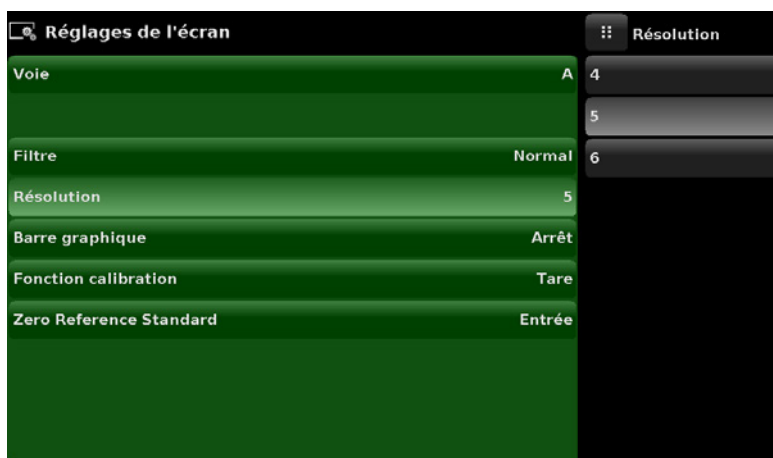 Réglages de l'écran
Résolution
Voie A
4
5
Filtre Normal
6
Résolution 5
Barre graphique Arrêt
Fonction calibration Tare
Zero Reference Standard Entrée